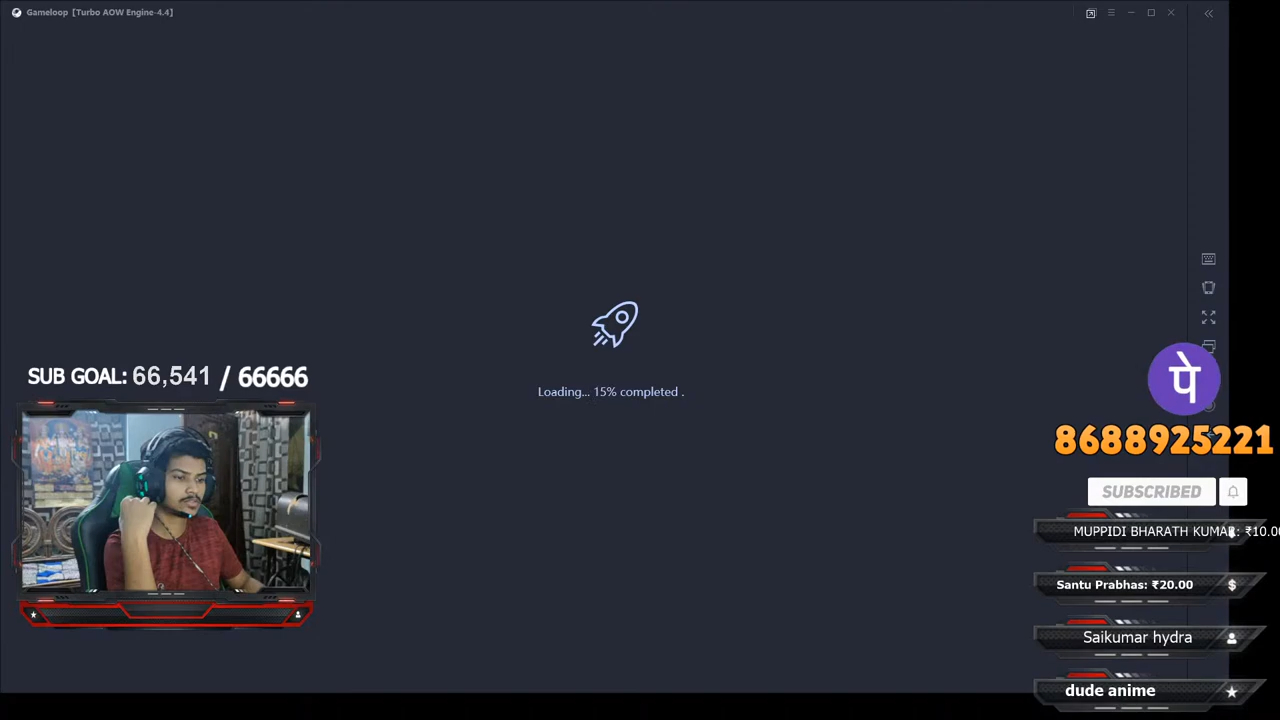 Gameloop [Turbo AOW Engine-4.4]
Loading... 15% completed .
SUB GOAL: 66,541 / 66666
पे
8688925221
SUBSCRIBED
MUPPIDI BHARATH KUMAR: ₹10.00
Santu Prabhas: ₹20.00
Saikumar hydra
dude anime